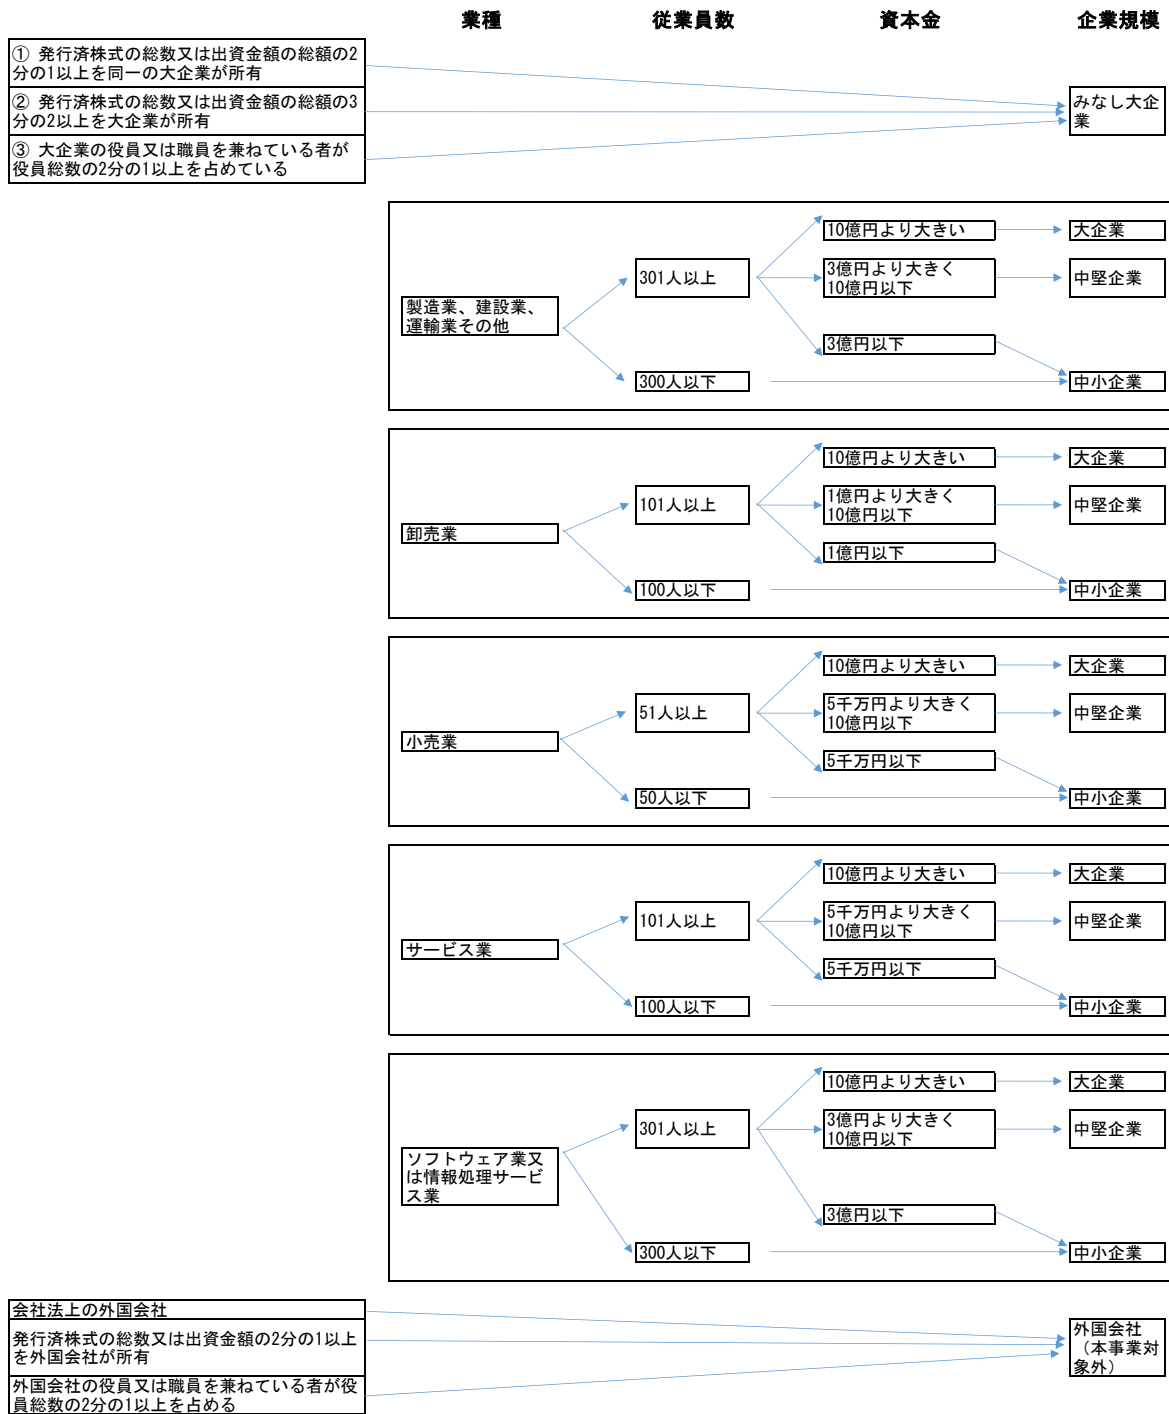 業種 従業員数 資本金 企業規模
① 発行済株式の総数又は出資金額の総額の2
分の1以上を同一の大企業が所有
② 発行済株式の総数又は出資金額の総額の3
分の2以上を大企業が所有
③ 大企業の役員又は職員を兼ねている者が
役員総数の2分の1以上を占めている
みなし大企
業
製造業、建設業、
運輸業その他
301人以上
300人以下
10億円より大きい
3億円より大きく
10億円以下
3億円以下
大企業
中堅企業
中小企業
卸売業
101人以上
100人以下
10億円より大きい
1億円より大きく
10億円以下
1億円以下
大企業
中堅企業
中小企業
小売業
51人以上
50人以下
10億円より大きい
5千万円より大きく
10億円以下
5千万円以下
大企業
中堅企業
中小企業
サービス業
101人以上
100人以下
10億円より大きい
5千万円より大きく
10億円以下
5千万円以下
大企業
中堅企業
中小企業
ソフトウェア業又
は情報処理サービ
ス業
301人以上
300人以下
10億円より大きい
3億円より大きく
10億円以下
3億円以下
大企業
中堅企業
中小企業
会社法上の外国会社
発行済株式の総数又は出資金額の2分の1以上
を外国会社が所有
外国会社の役員又は職員を兼ねている者が役
員総数の2分の1以上を占める
外国会社
（本事業対
象外）